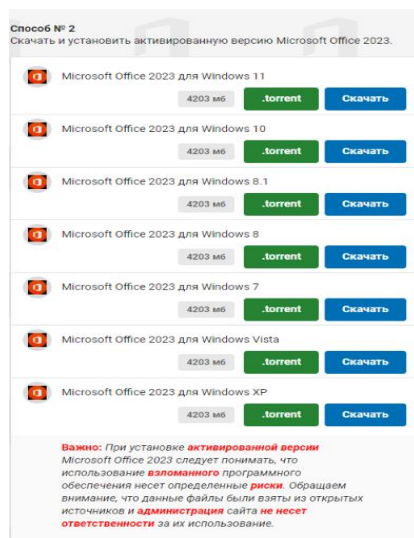 Способ № 2
Скачать и установить активированную версию Microsoft Office 2023.
Microsoft Office 2023 для Windows 11
4203 мб .torrent Скачать
Microsoft Office 2023 для Windows 10
4203 мб .torrent Скачать
Microsoft Office 2023 для Windows 8.1
4203 мб .torrent Скачать
Microsoft Office 2023 для Windows 8
4203 мб .torrent Скачать
Microsoft Office 2023 для Windows 7
4203 мб .torrent Скачать
Microsoft Office 2023 для Windows Vista
4203 мб .torrent Скачать
Microsoft Office 2023 для Windows XP
4203 мб .torrent Скачать
Важно: При установке активированной версии
Microsoft Office 2023 следует понимать, что
использование взломанного программного
обеспечения несет определенные риски. Обращаем
внимание, что данные файлы были взяты из открытых
источников и администрация сайта не несет
ответственности за их использование.